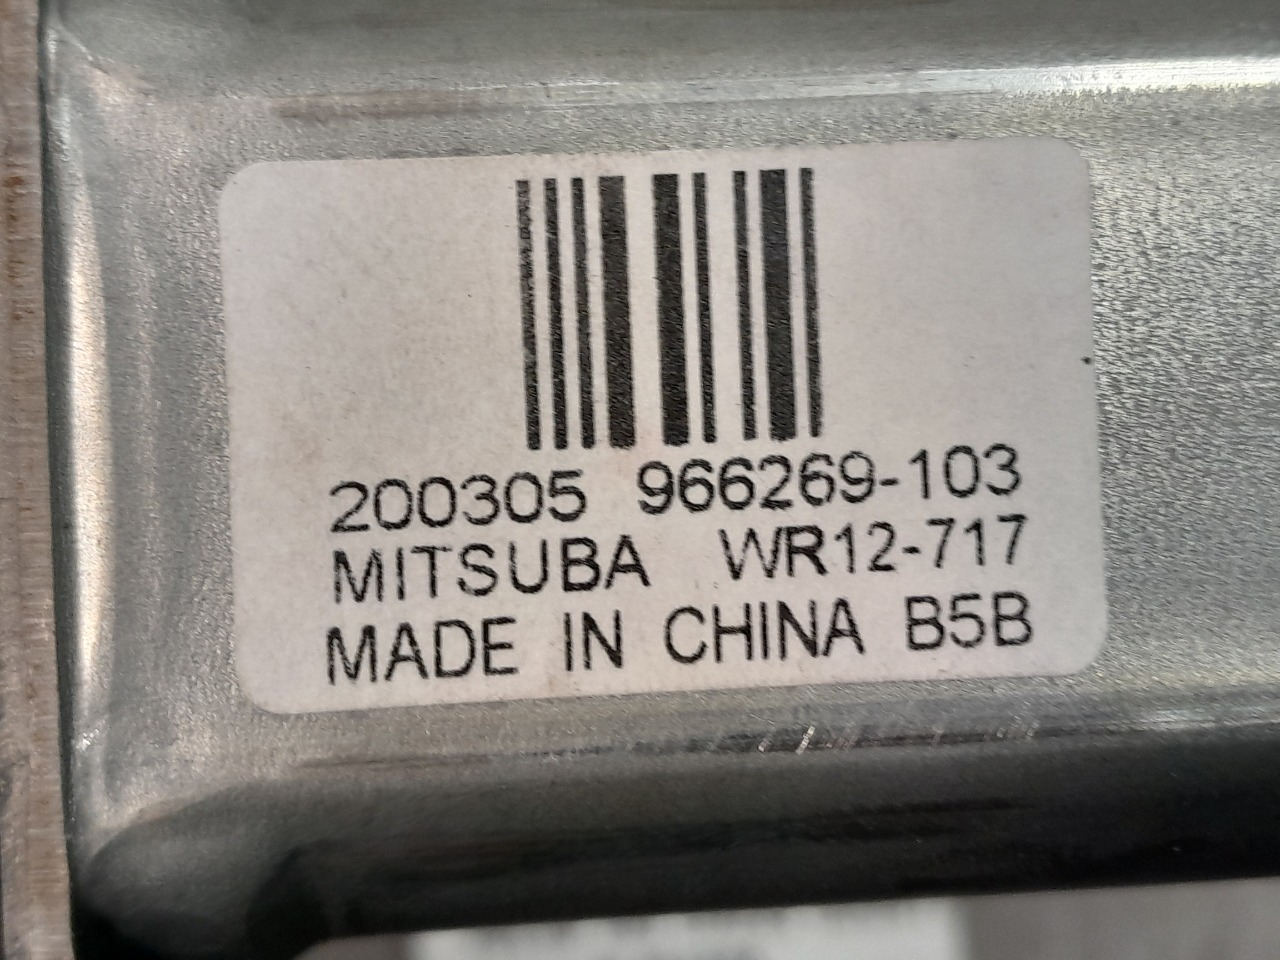 200305 966269-103
MITSUBA WR12-717
MADE IN CHINA B5B